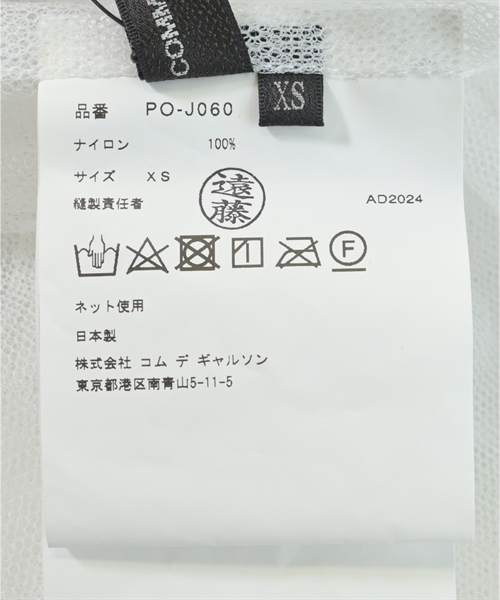 COMM
XS
品番 PO-J060
ナイロン 100%
サイズ XS
縫製責任者 遠藤 AD2024
F
ネット使用
日本製
株式会社 コム デ ギャルソン
東京都港区南青山5-11-5